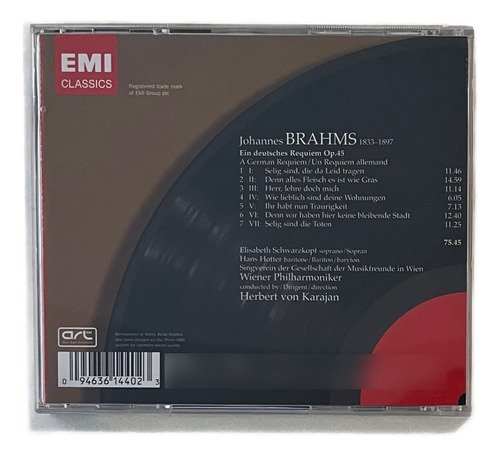 EMI
CLASSICS
Registered trade mark
of EMI Group plc
Johannes BRAHMS 1833–1897
Ein deutsches Requiem Op.45
A German Requiem/Un Requiem allemand
1 I: Selig sind, die da Leid tragen 11.46
2 II: Denn alles Fleisch es ist wie Gras 14.59
3 III: Herr, lehre doch mich 11.14
4 IV: Wie lieblich sind deine Wohnungen 6.05
5 V: Ihr habt nun Traurigkeit 7.13
6 VI: Denn wir haben hier keine bleibende Stadt 12.40
7 VII: Selig sind die Toten 11.25
75.45
Elisabeth Schwarzkopf soprano/Sopran
Hans Hotter baritone/Bariton/baryton
Singverein der Gesellschaft der Musikfreunde in Wien
Wiener Philharmoniker
conducted by/Dirigent/direction
Herbert von Karajan
art
0 94636 14402 3